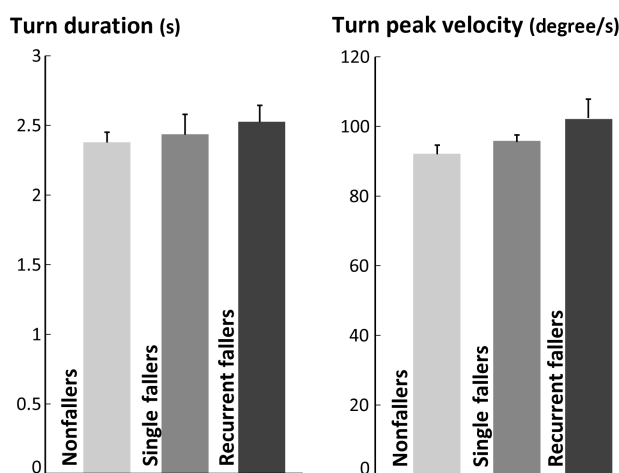 Turn duration (s)
3
2.5
2
1.5
1
0.5
0
Nonfallers
Single fallers
Recurrent fallers
Turn peak velocity (degree/s)
120
100
80
60
40
20
0
Nonfallers
Single fallers
Recurrent fallers